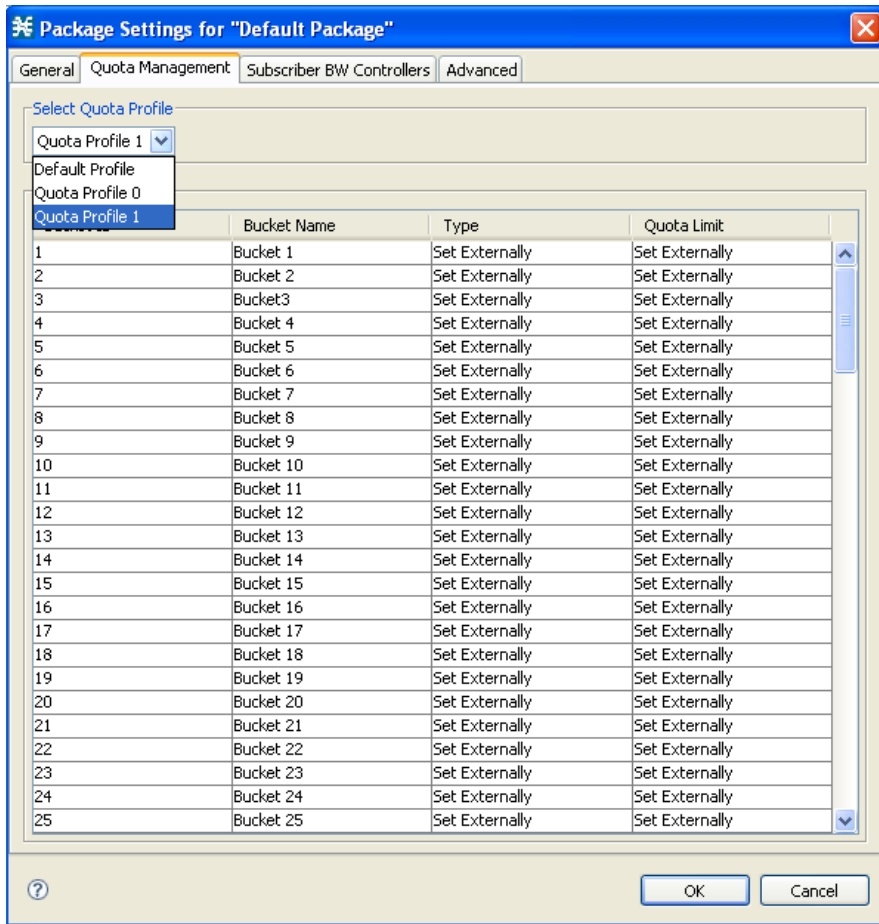 Package Settings for "Default Package"
General Quota Management Subscriber BW Controllers Advanced
Select Quota Profile
Quota Profile 1
Default Profile
Quota Profile 0
Quota Profile 1
Bucket Name Type Quota Limit
1 Bucket 1 Set Externally Set Externally
2 Bucket 2 Set Externally Set Externally
3 Bucket3 Set Externally Set Externally
4 Bucket 4 Set Externally Set Externally
5 Bucket 5 Set Externally Set Externally
6 Bucket 6 Set Externally Set Externally
7 Bucket 7 Set Externally Set Externally
8 Bucket 8 Set Externally Set Externally
9 Bucket 9 Set Externally Set Externally
10 Bucket 10 Set Externally Set Externally
11 Bucket 11 Set Externally Set Externally
12 Bucket 12 Set Externally Set Externally
13 Bucket 13 Set Externally Set Externally
14 Bucket 14 Set Externally Set Externally
15 Bucket 15 Set Externally Set Externally
16 Bucket 16 Set Externally Set Externally
17 Bucket 17 Set Externally Set Externally
18 Bucket 18 Set Externally Set Externally
19 Bucket 19 Set Externally Set Externally
20 Bucket 20 Set Externally Set Externally
21 Bucket 21 Set Externally Set Externally
22 Bucket 22 Set Externally Set Externally
23 Bucket 23 Set Externally Set Externally
24 Bucket 24 Set Externally Set Externally
25 Bucket 25 Set Externally Set Externally
? OK Cancel